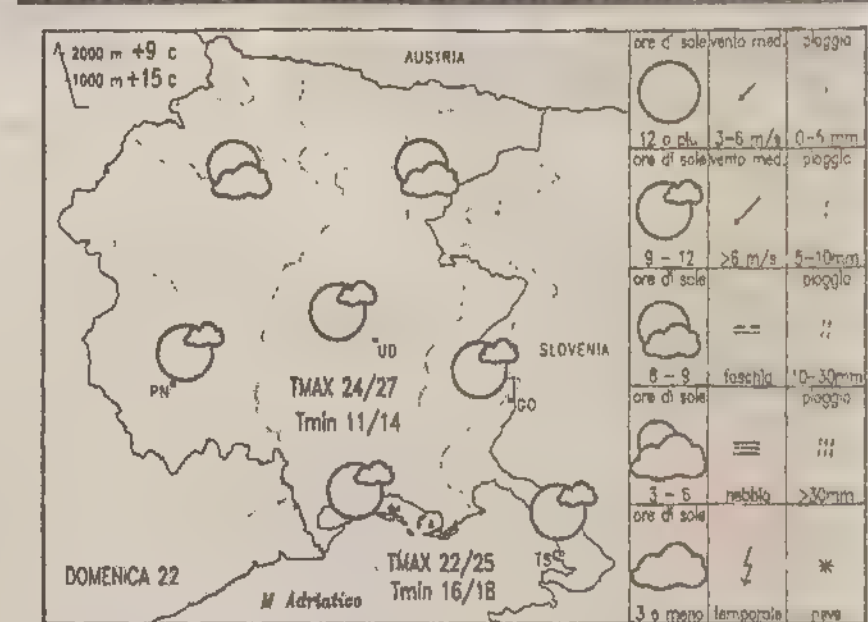 2000 m +9 c
1000 m +15 c
AUSTRIA
SLOVENIA
UD
PN
GO
TMAX 24/27
Tmin 11/14
TS
TMAX 22/25
Tmin 16/18
DOMENICA 22
M Adriatico
ore di sole vento med. pioggia
12 o più 3-6 m/s 0-5 mm
ore di sole vento med. pioggia
9 - 12 >6 m/s 5-10mm
ore di sole pioggia
6 - 9 foschia 10-30mm
ore di sole pioggia
3 - 6 nebbia >30mm
ore di sole
3 o meno temporale neve